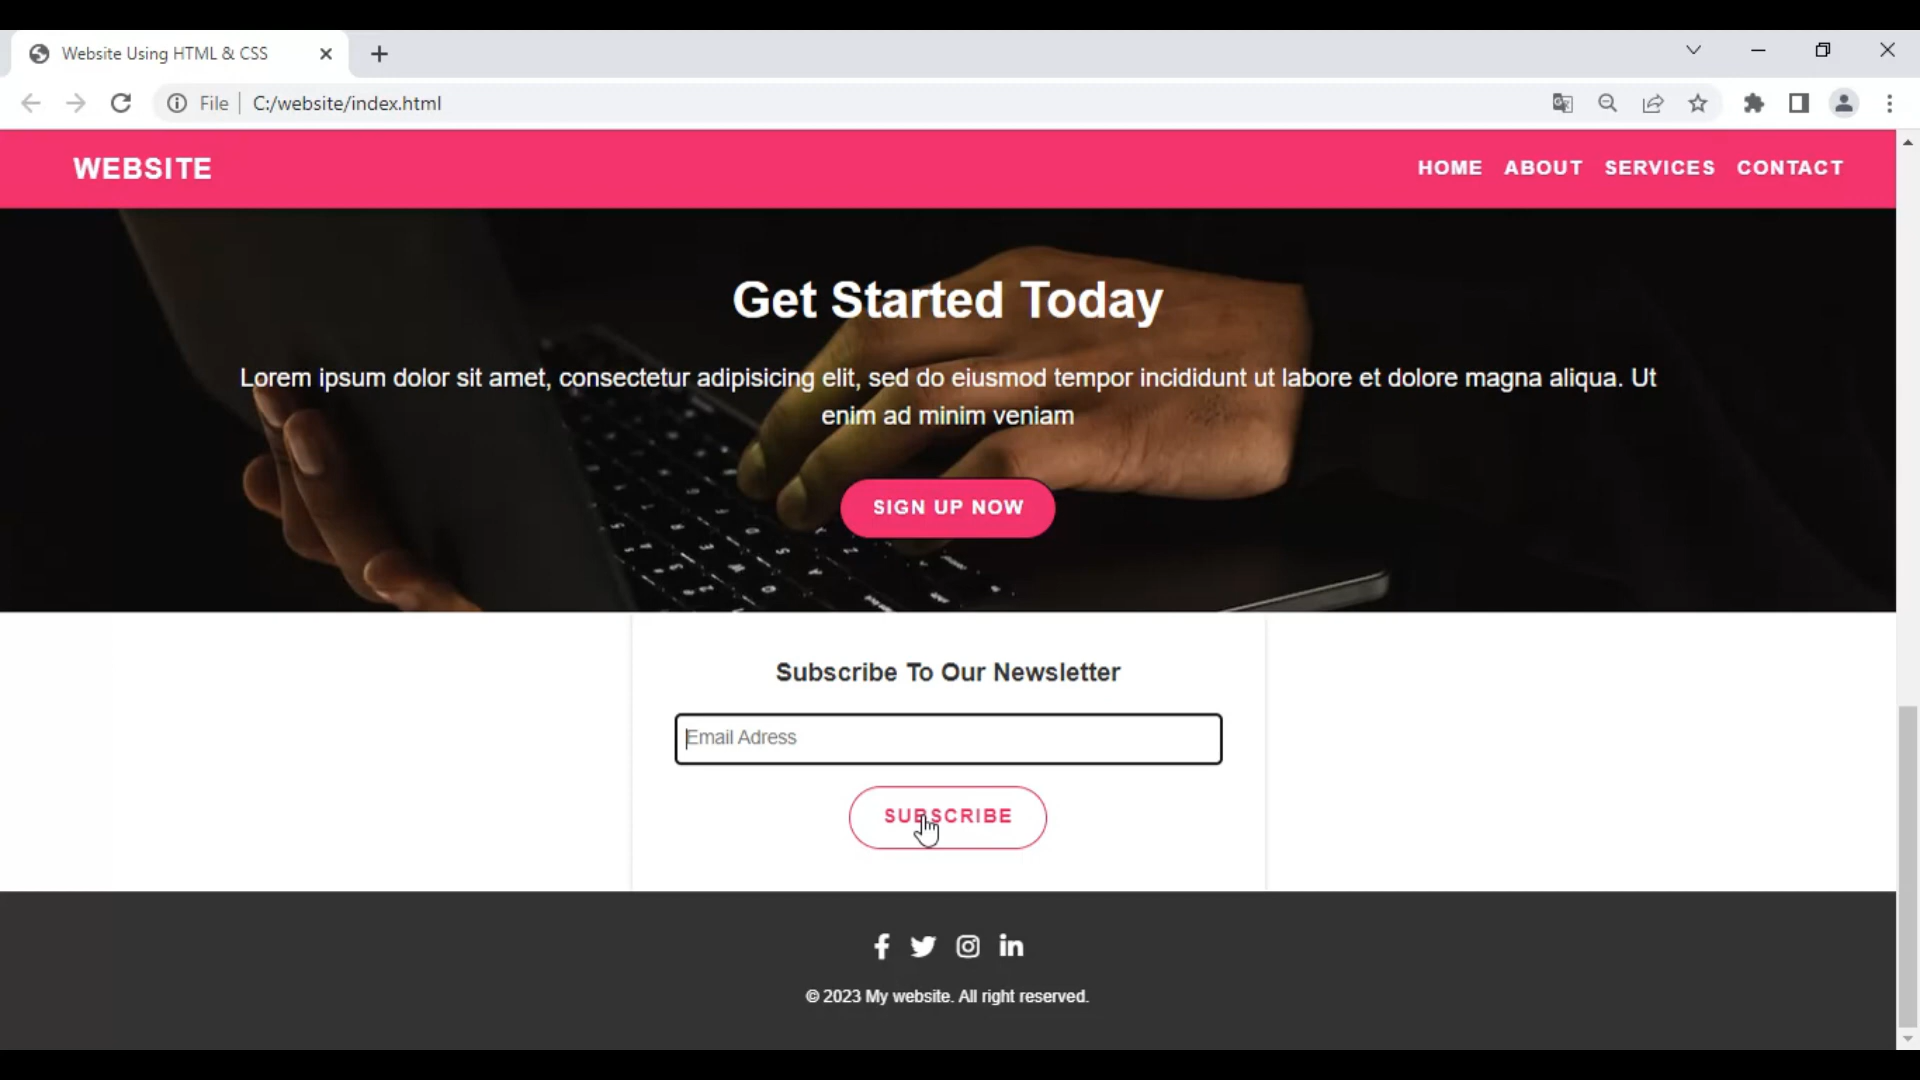 Website Using HTML & CSS
File C:/website/index.html
WEBSITE HOME ABOUT SERVICES CONTACT
Get Started Today
Lorem ipsum dolor sit amet, consectetur adipisicing elit, sed do eiusmod tempor incididunt ut labore et dolore magna aliqua. Ut
enim ad minim veniam
SIGN UP NOW
Subscribe To Our Newsletter
Email Adress
SUBSCRIBE
© 2023 My website. All right reserved.